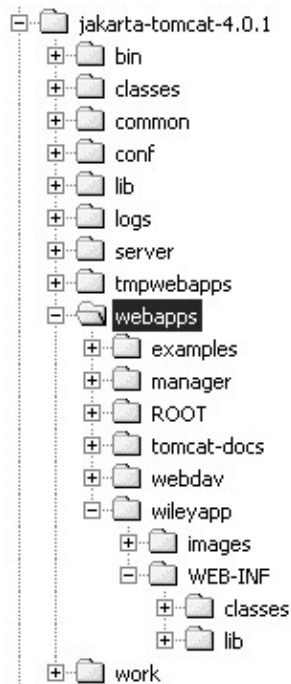 jakarta-tomcat-4.0.1
bin
classes
common
conf
lib
logs
server
tmpwebapps
webapps
examples
manager
ROOT
tomcat-docs
webdav
wileyapp
images
WEB-INF
classes
lib
work